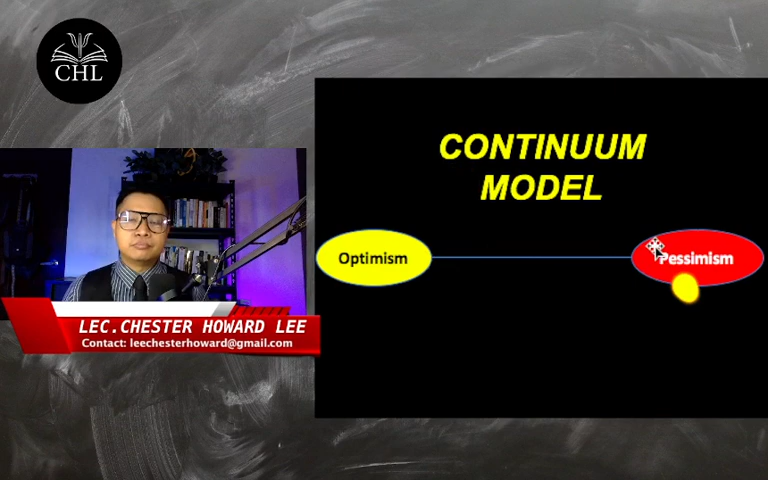 CHL
CONTINUUM
MODEL
Optimism
Pessimism
LEC.CHESTER HOWARD LEE
Contact: leechesterhoward@gmail.com